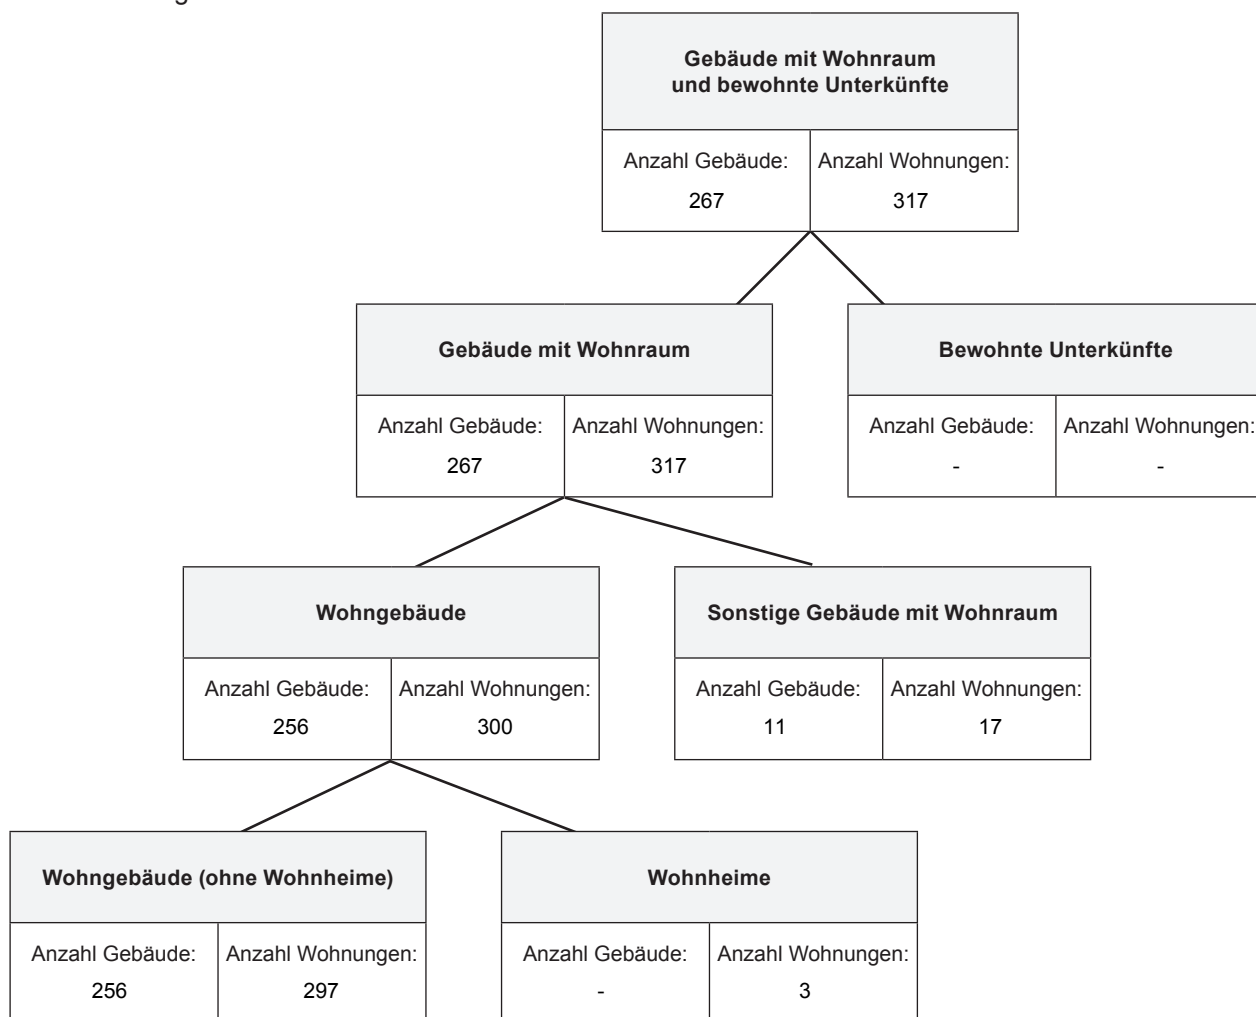 Gebäude mit Wohnraum
und bewohnte Unterkünfte
Anzahl Gebäude: Anzahl Wohnungen:
267 317
Gebäude mit Wohnraum Bewohnte Unterkünfte
Anzahl Gebäude: Anzahl Wohnungen: Anzahl Gebäude: Anzahl Wohnungen:
267 317 - -
Wohngebäude Sonstige Gebäude mit Wohnraum
Anzahl Gebäude: Anzahl Wohnungen: Anzahl Gebäude: Anzahl Wohnungen:
256 300 11 17
Wohngebäude (ohne Wohnheime) Wohnheime
Anzahl Gebäude: Anzahl Wohnungen: Anzahl Gebäude: Anzahl Wohnungen:
256 297 - 3